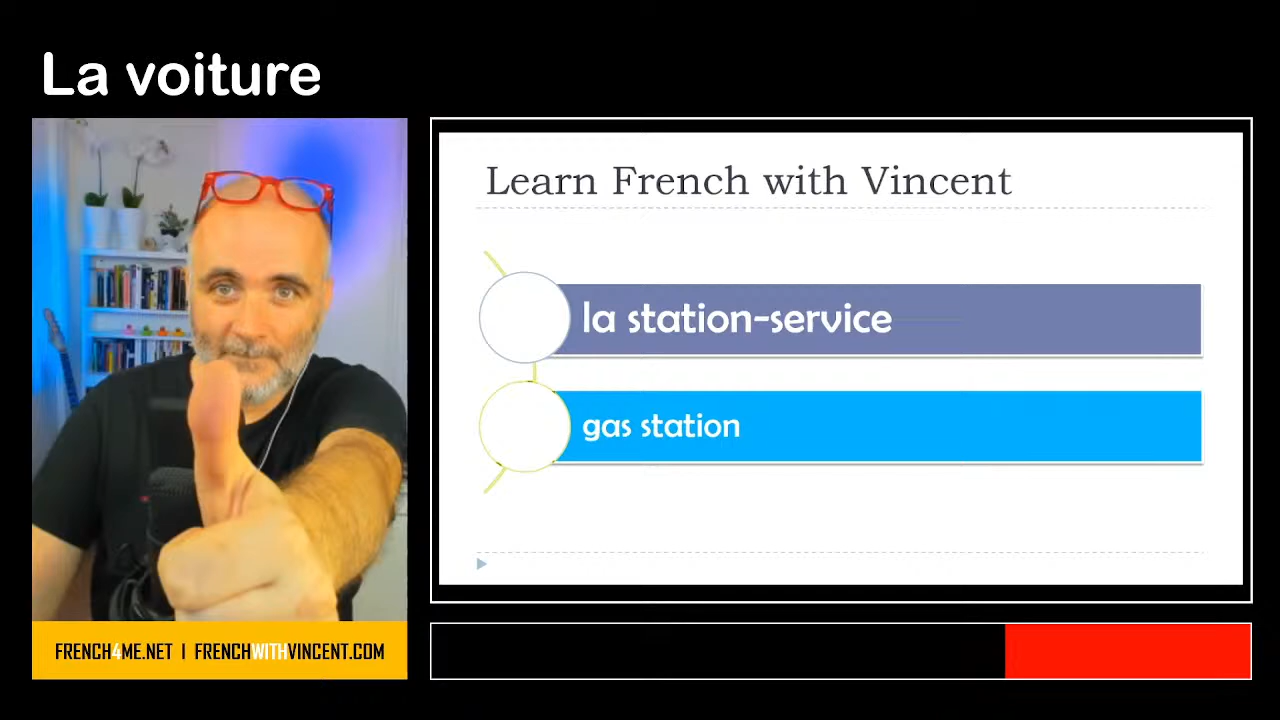 La voiture
Learn French with Vincent
la station-service
gas station
FRENCH4ME.NET | FRENCHWITHVINCENT.COM